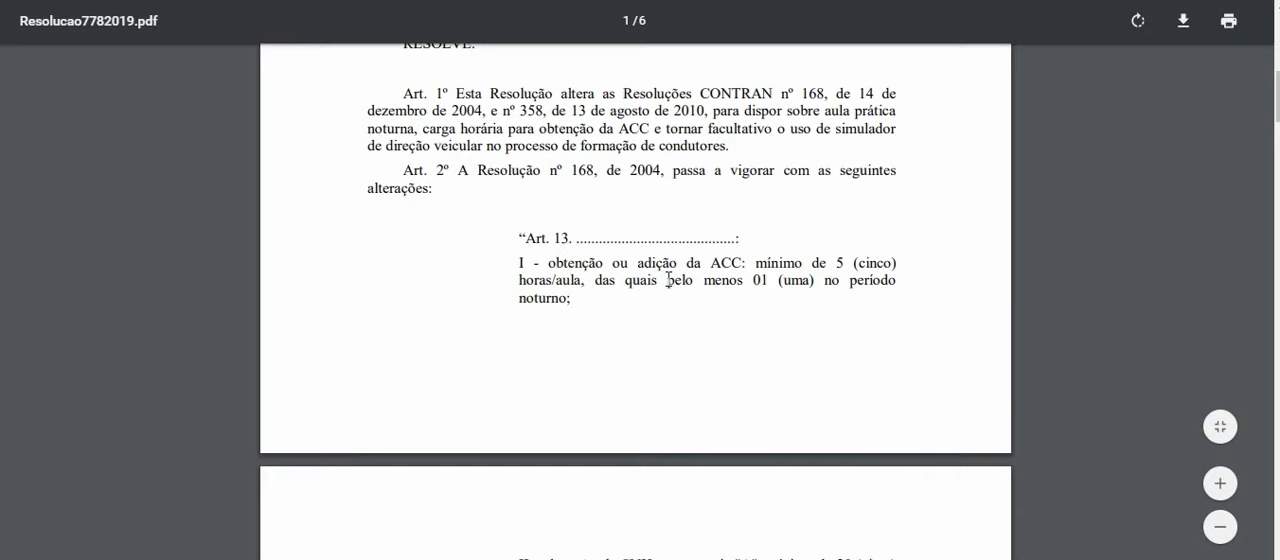 Resolucao7782019.pdf
1 / 6
RESOLVE:
Art. 1º Esta Resolução altera as Resoluções CONTRAN nº 168, de 14 de
dezembro de 2004, e nº 358, de 13 de agosto de 2010, para dispor sobre aula prática
noturna, carga horária para obtenção da ACC e tornar facultativo o uso de simulador
de direção veicular no processo de formação de condutores.
Art. 2º A Resolução nº 168, de 2004, passa a vigorar com as seguintes
alterações:
“Art. 13. ..........................................:
I - obtenção ou adição da ACC: mínimo de 5 (cinco)
horas/aula, das quais pelo menos 01 (uma) no período
noturno;